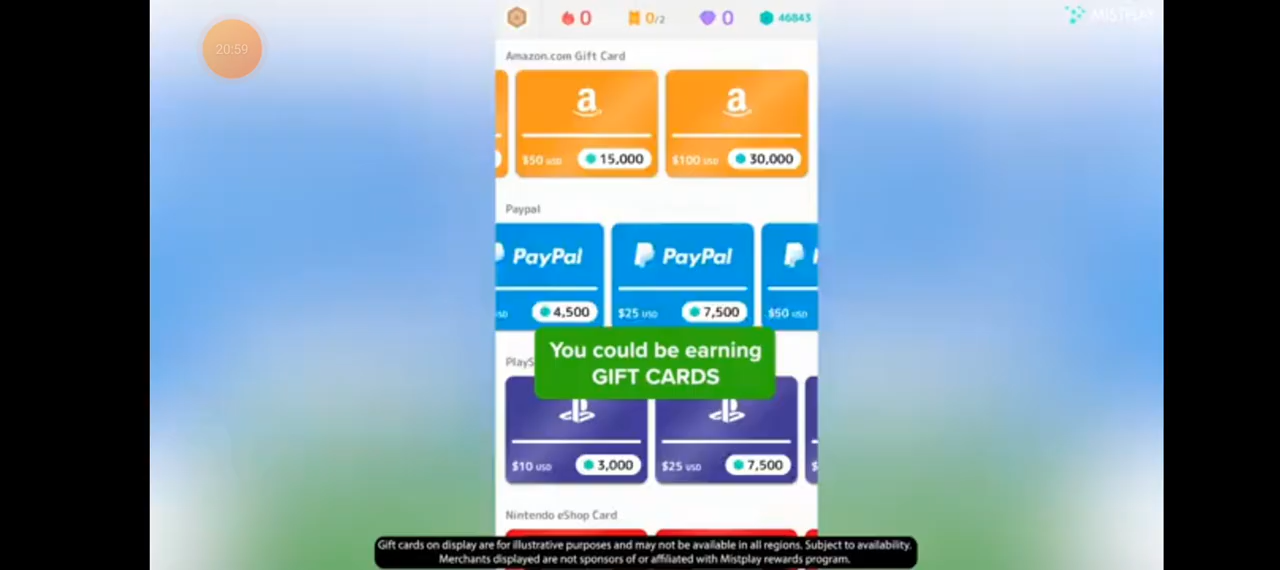 20:59
0
0/2
0
46843
MISTPLAY
Amazon.com Gift Card
a
a
$50 USD 15,000
$100 USD 30,000
Paypal
PayPal
PayPal
4,500
$25 USD 7,500
$50 USD
You could be earning
GIFT CARDS
$10 USD 3,000
$25 USD 7,500
Nintendo eShop Card
Gift cards on display are for illustrative purposes and may not be available in all regions. Subject to availability.
Merchants displayed are not sponsors of or affiliated with Mistplay rewards program.